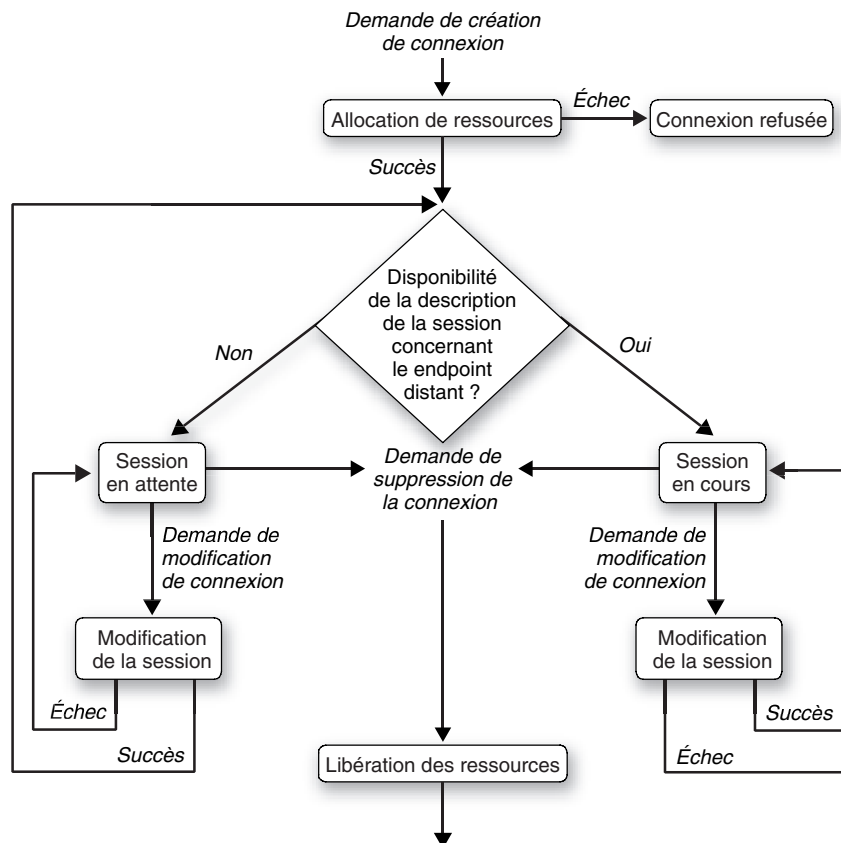 Demande de création
de connexion
Allocation de ressources
Échec
Connexion refusée
Succès
Disponibilité
de la description
de la session
concernant
le endpoint
distant ?
Non
Oui
Session
en attente
Demande de
suppression de
la connexion
Session
en cours
Demande de
modification
de connexion
Demande de
modification
de connexion
Modification
de la session
Modification
de la session
Échec
Succès
Succès
Échec
Libération des ressources